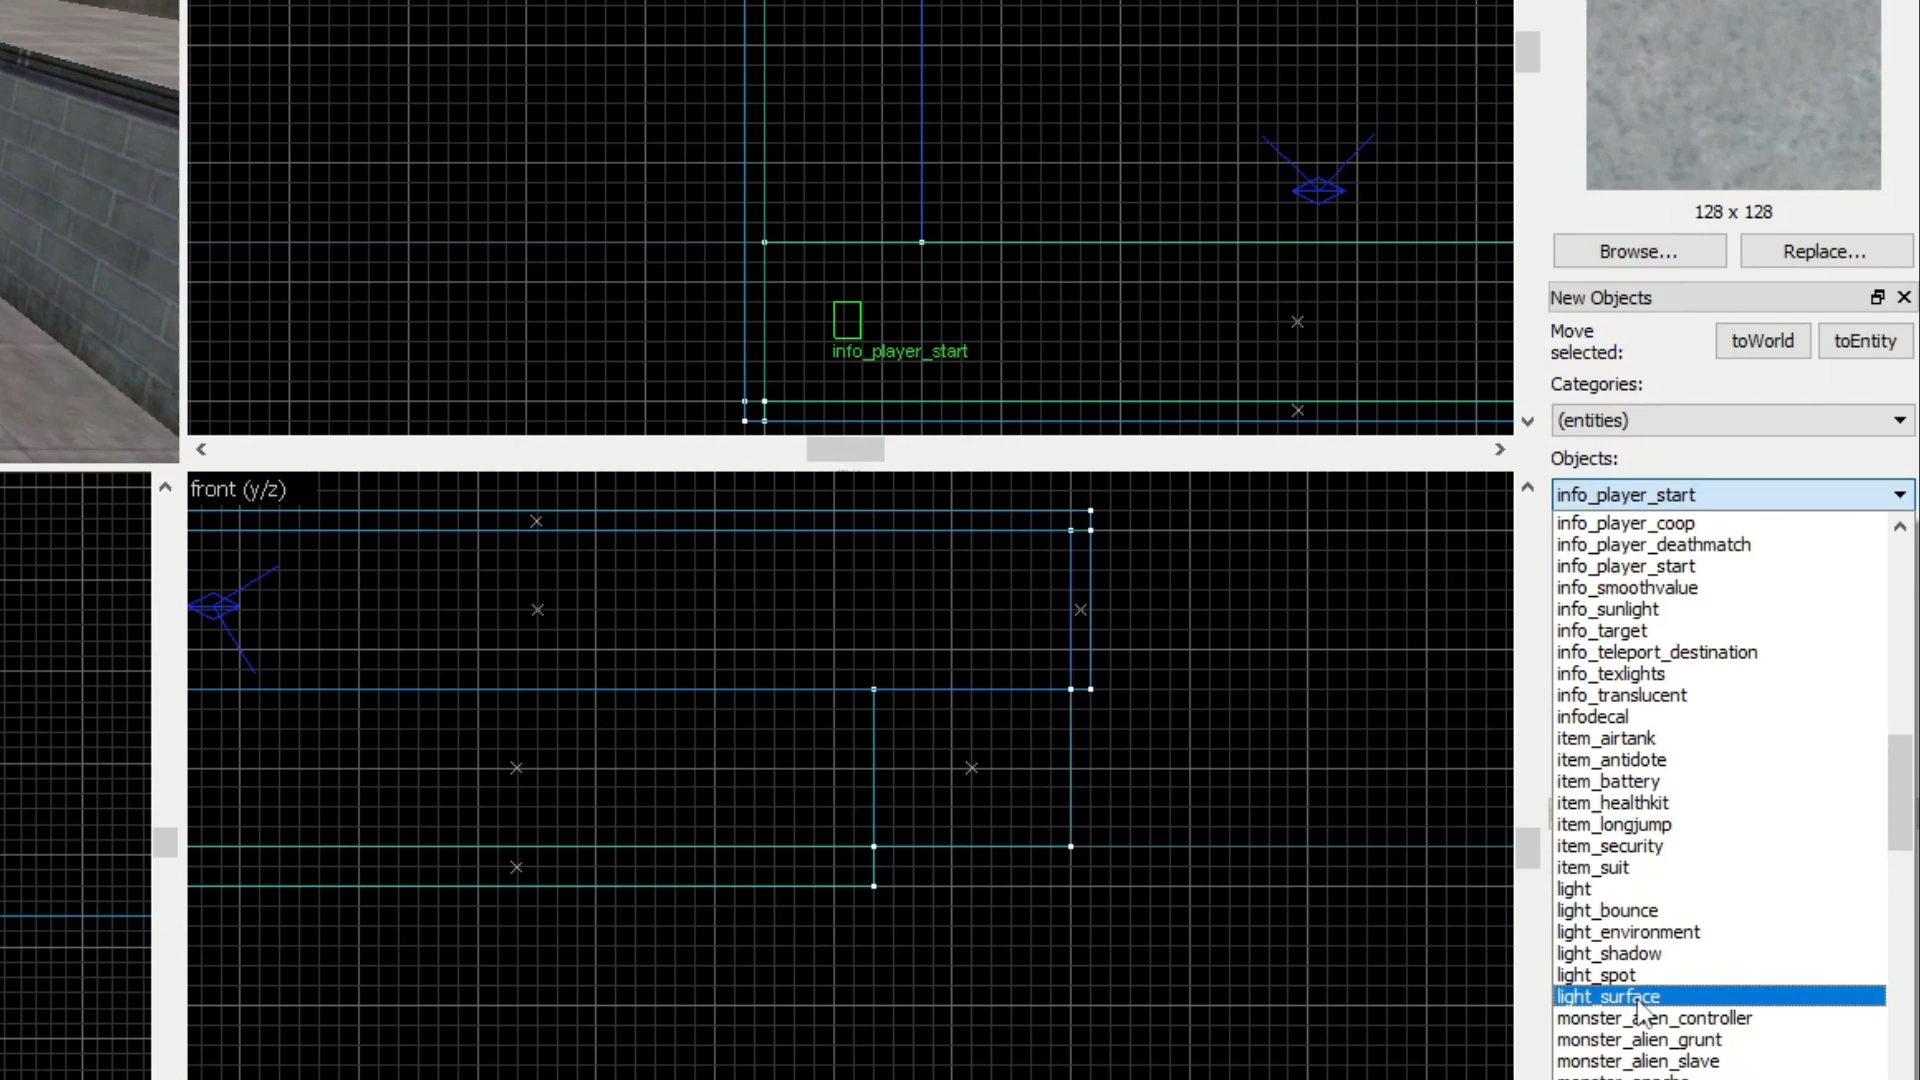 128 x 128
Browse...
Replace...
New Objects
Move
selected:
toWorld
toEntity
Categories:
(entities)
Objects:
info_player_start
info_player_start
front (y/z)
info_player_coop
info_player_deathmatch
info_player_start
info_smoothvalue
info_sunlight
info_target
info_teleport_destination
info_texlights
info_translucent
infodecal
item_airtank
item_antidote
item_battery
item_healthkit
item_longjump
item_security
item_suit
light
light_bounce
light_environment
light_shadow
light_spot
light_surface
monster_alien_controller
monster_alien_grunt
monster_alien_slave